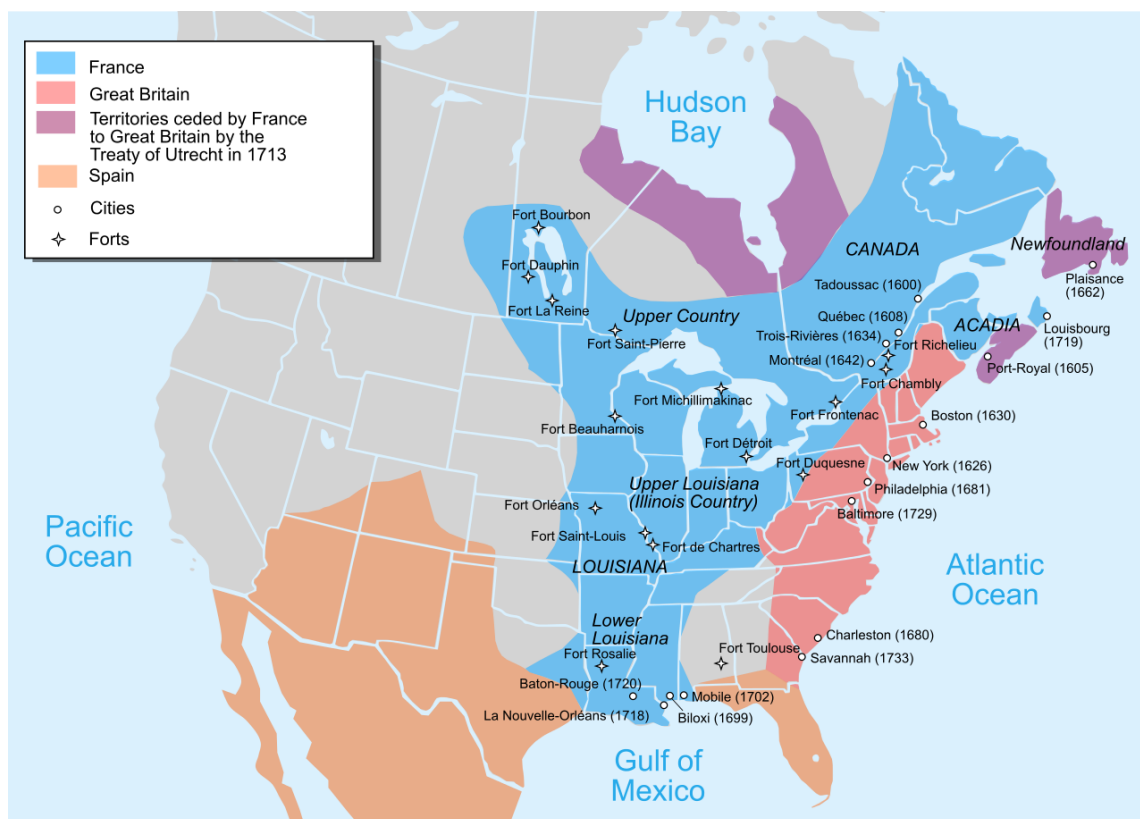 France
Great Britain
Territories ceded by France
to Great Britain by the
Treaty of Utrecht in 1713
Spain
Cities
Forts
Hudson
Bay
Fort Bourbon
Fort Dauphin
Fort La Reine
CANADA
Newfoundland
Plaisance
(1662)
Tadoussac (1600)
Upper Country
Québec (1608)
ACADIA
Louisbourg
(1719)
Trois-Rivières (1634)
Fort Richelieu
Fort Saint-Pierre
Montréal (1642)
Port-Royal (1605)
Fort Chambly
Fort Michillimakinac
Fort Frontenac
Boston (1630)
Fort Beauharnois
Fort Détroit
Fort Duquesne
New York (1626)
Upper Louisiana
(Illinois Country)
Philadelphia (1681)
Fort Orléans
Baltimore (1729)
Pacific
Ocean
Fort Saint-Louis
Fort de Chartres
LOUISIANA
Atlantic
Ocean
Lower
Louisiana
Charleston (1680)
Fort Rosalie
Fort Toulouse
Savannah (1733)
Baton-Rouge (1720)
Mobile (1702)
La Nouvelle-Orléans (1718)
Biloxi (1699)
Gulf of
Mexico